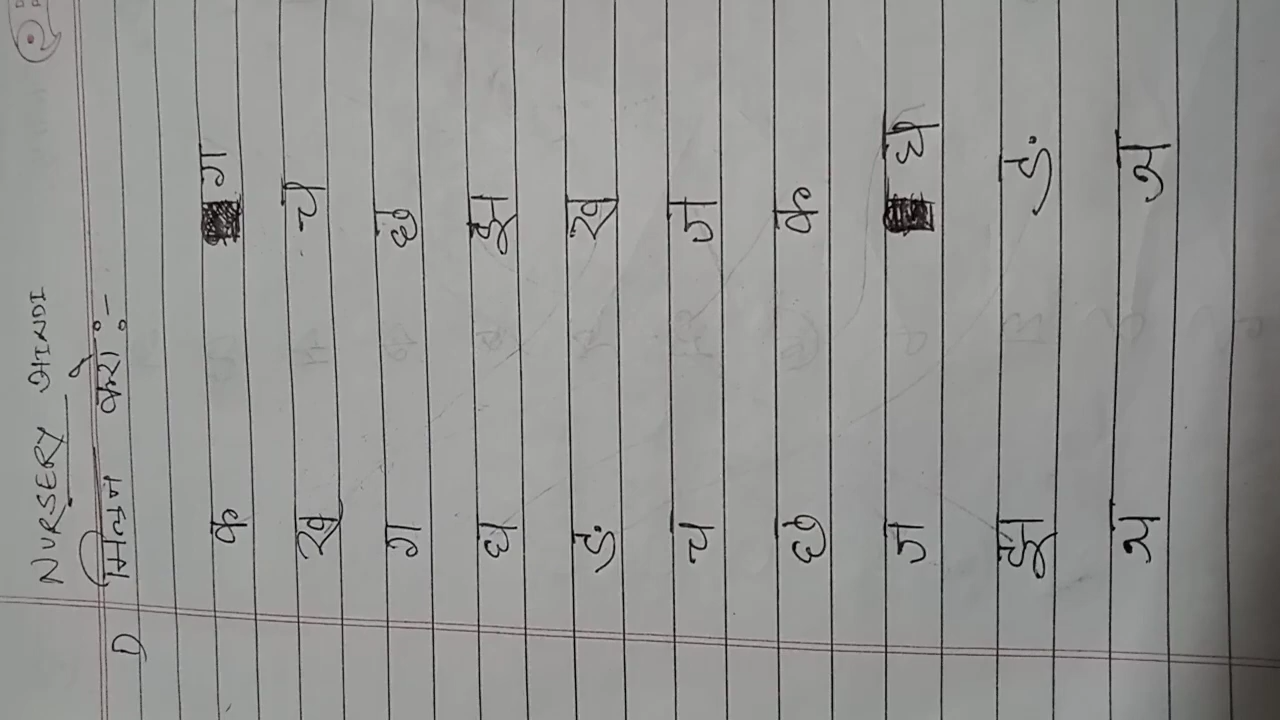 NURSERY HINDI
1) मिलान करो :-
क ग
ख च
ग छ
घ झ
ङ ख
च ज
छ क
ज घ
झ ङ
ञ ञ